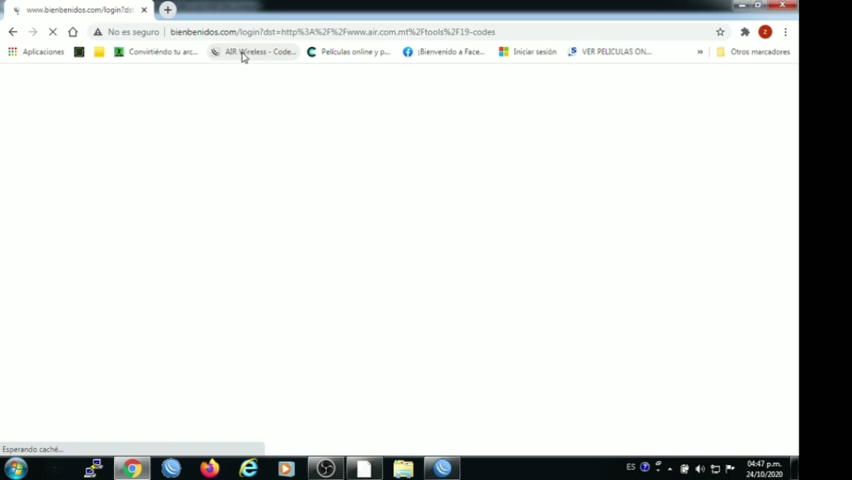 www.bienbenidos.com/login?dst
No es seguro bienbenidos.com/login?dst=http%3A%2F%2Fwww.air.com.mt%2Ftools%2F19-codes
Aplicaciones Convirtiéndo tu arc... AIR Wireless - Code... Películas online y p... ¡Bienvenido a Face... Iniciar sesión VER PELICULAS ON... » Otros marcadores
Esperando caché...
ES 04:47 p.m.
24/10/2020